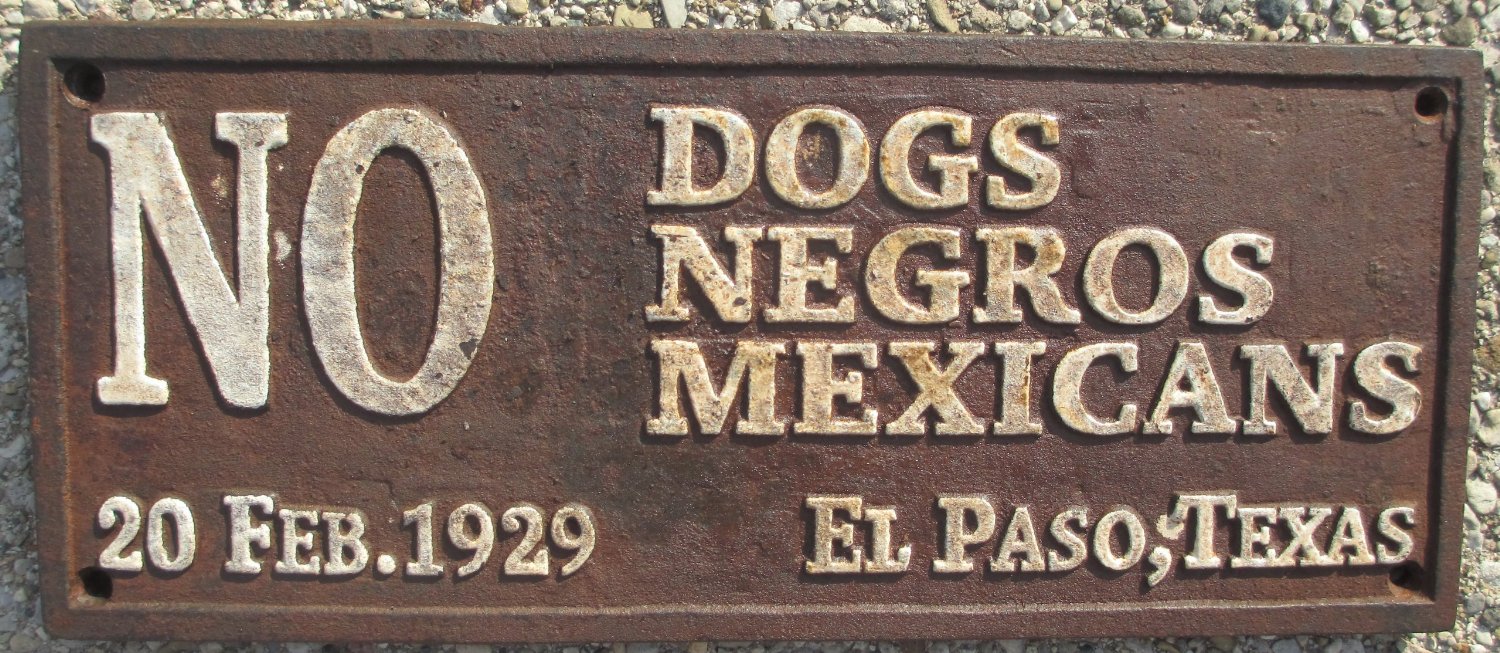 NO
DOGS
NEGROS
MEXICANS
20 FEB. 1929
EL PASO, TEXAS